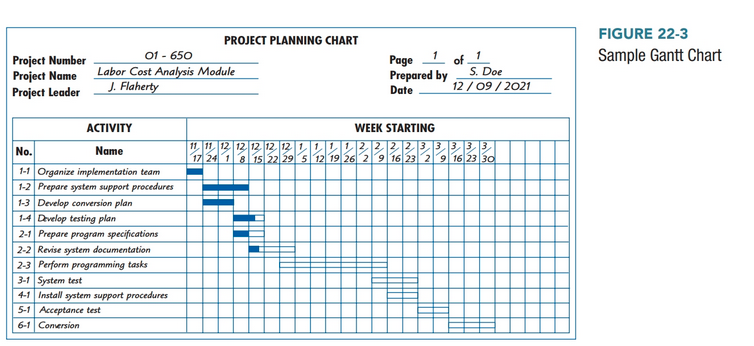 PROJECT PLANNING CHART
Project Number 01 - 650 Page 1 of 1
Project Name Labor Cost Analysis Module Prepared by S. Doe
Project Leader J. Flaherty Date 12 / 09 / 2021
FIGURE 22-3
Sample Gantt Chart
ACTIVITY WEEK STARTING
No. Name 11/17 11/24 12/1 12/8 12/15 12/22 12/29 1/5 1/12 1/19 1/26 2/2 2/9 2/16 2/23 3/2 3/9 3/16 3/23 3/30
1-1 Organize implementation team
1-2 Prepare system support procedures
1-3 Develop conversion plan
1-4 Develop testing plan
2-1 Prepare program specifications
2-2 Revise system documentation
2-3 Perform programming tasks
3-1 System test
4-1 Install system support procedures
5-1 Acceptance test
6-1 Conversion